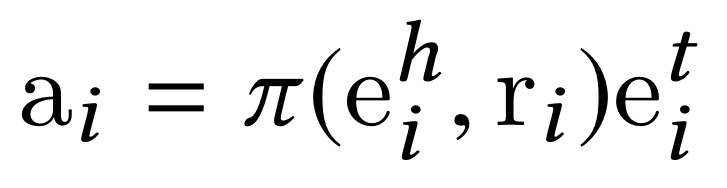 a_i = π(e_i^h, r_i)e_i^t